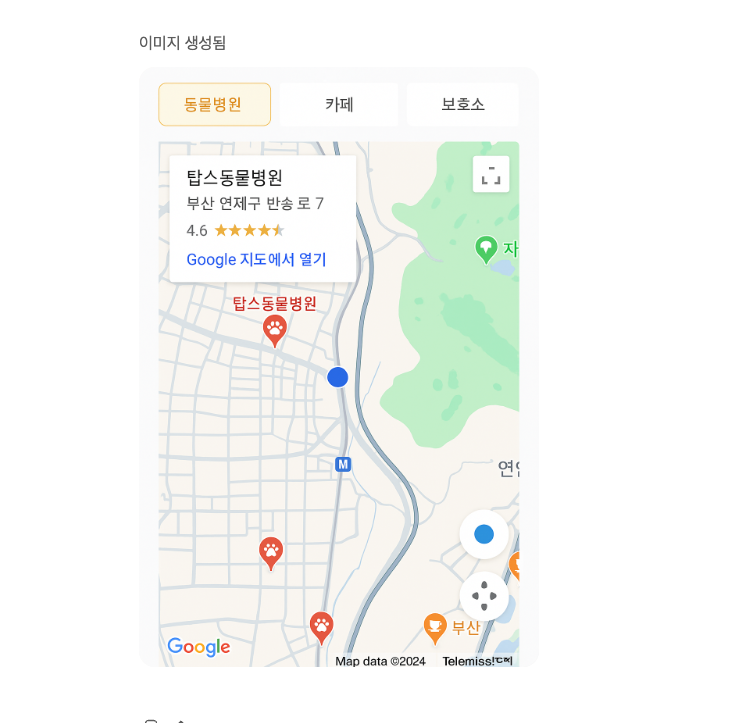 이미지 생성됨
동물병원
카페
보호소
탑스동물병원
부산 연제구 반송 로 7
4.6
Google 지도에서 열기
자
탑스동물병원
M
연
부산
Google
Map data ©2024